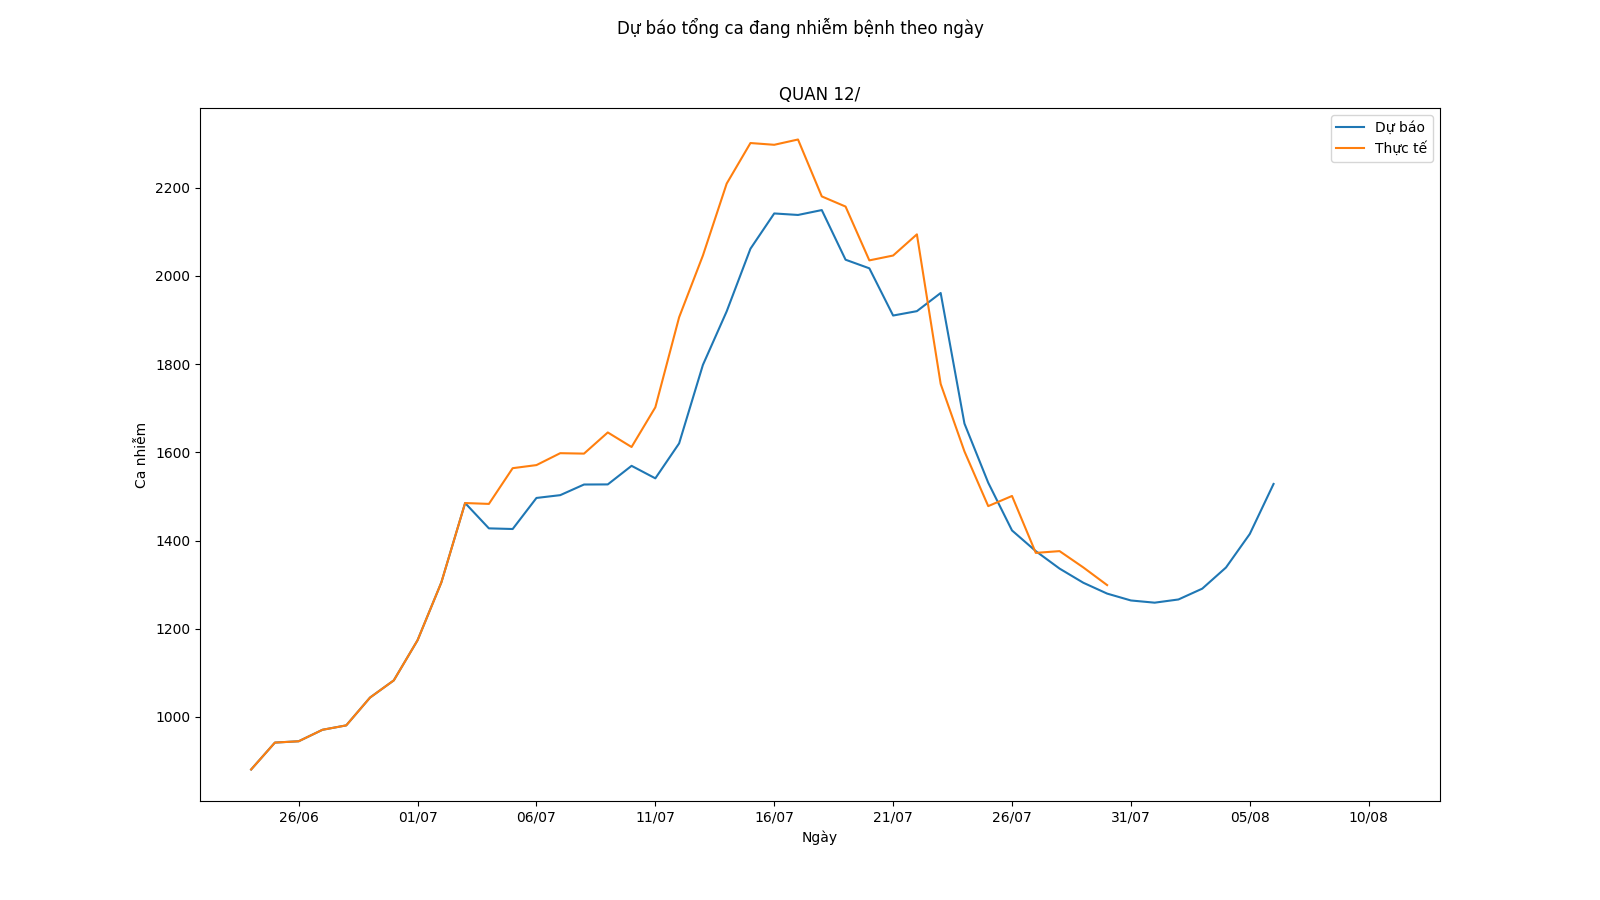 Dự báo tổng ca đang nhiễm bệnh theo ngày
QUAN 12/
Dự báo
Thực tế
2200
2000
1800
1600
1400
1200
1000
Ca nhiễm
26/06
01/07
06/07
11/07
16/07
21/07
26/07
31/07
05/08
10/08
Ngày